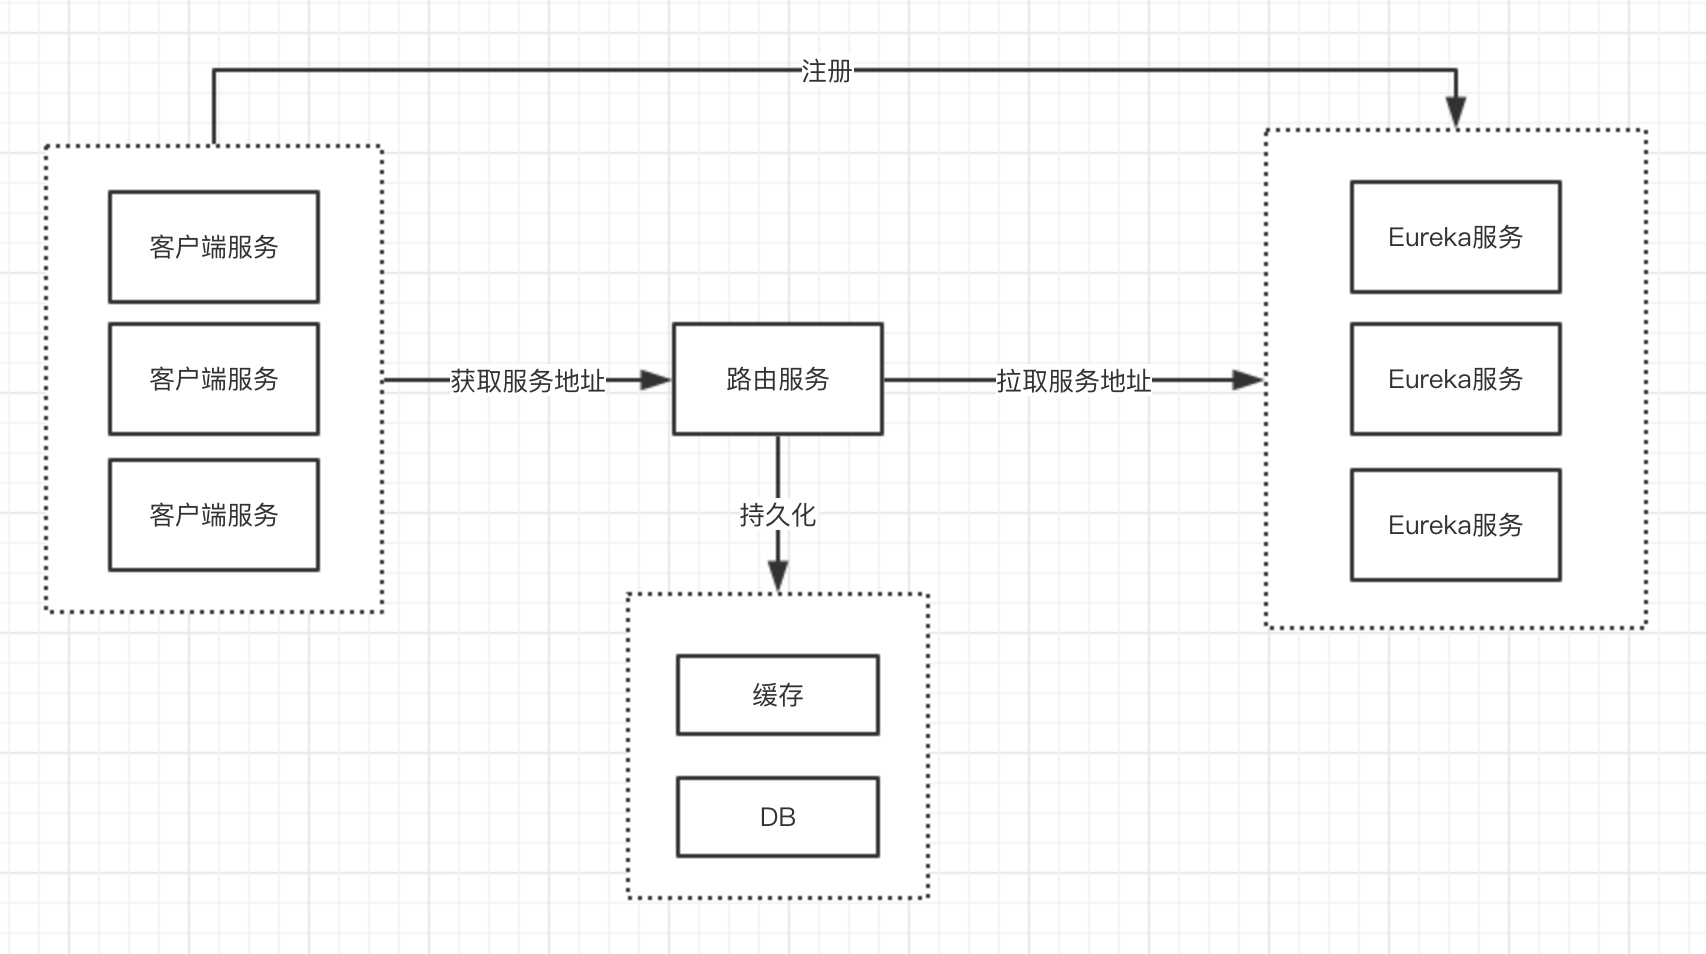 注册
客户端服务
客户端服务
客户端服务
获取服务地址
路由服务
拉取服务地址
Eureka服务
Eureka服务
Eureka服务
持久化
缓存
DB